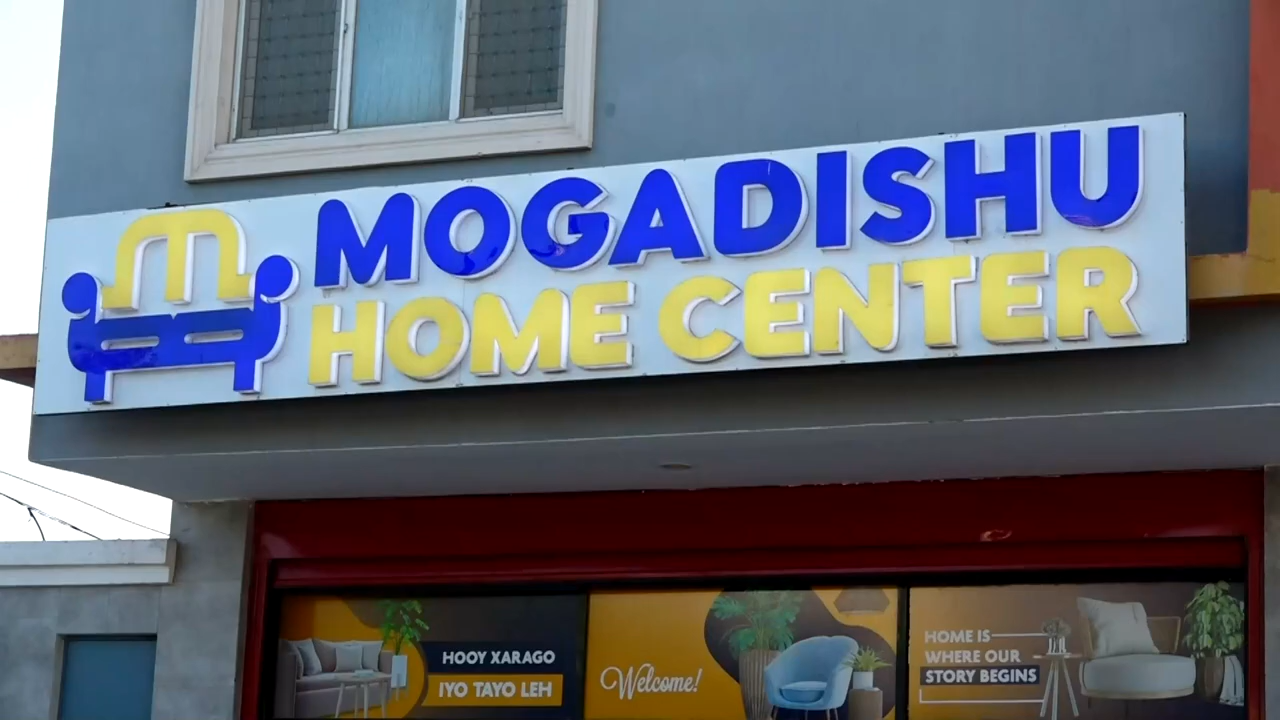 MOGADISHU
HOME CENTER
HOOY XARAGO
IYO TAYO LEH
Welcome!
HOME IS
WHERE OUR
STORY BEGINS